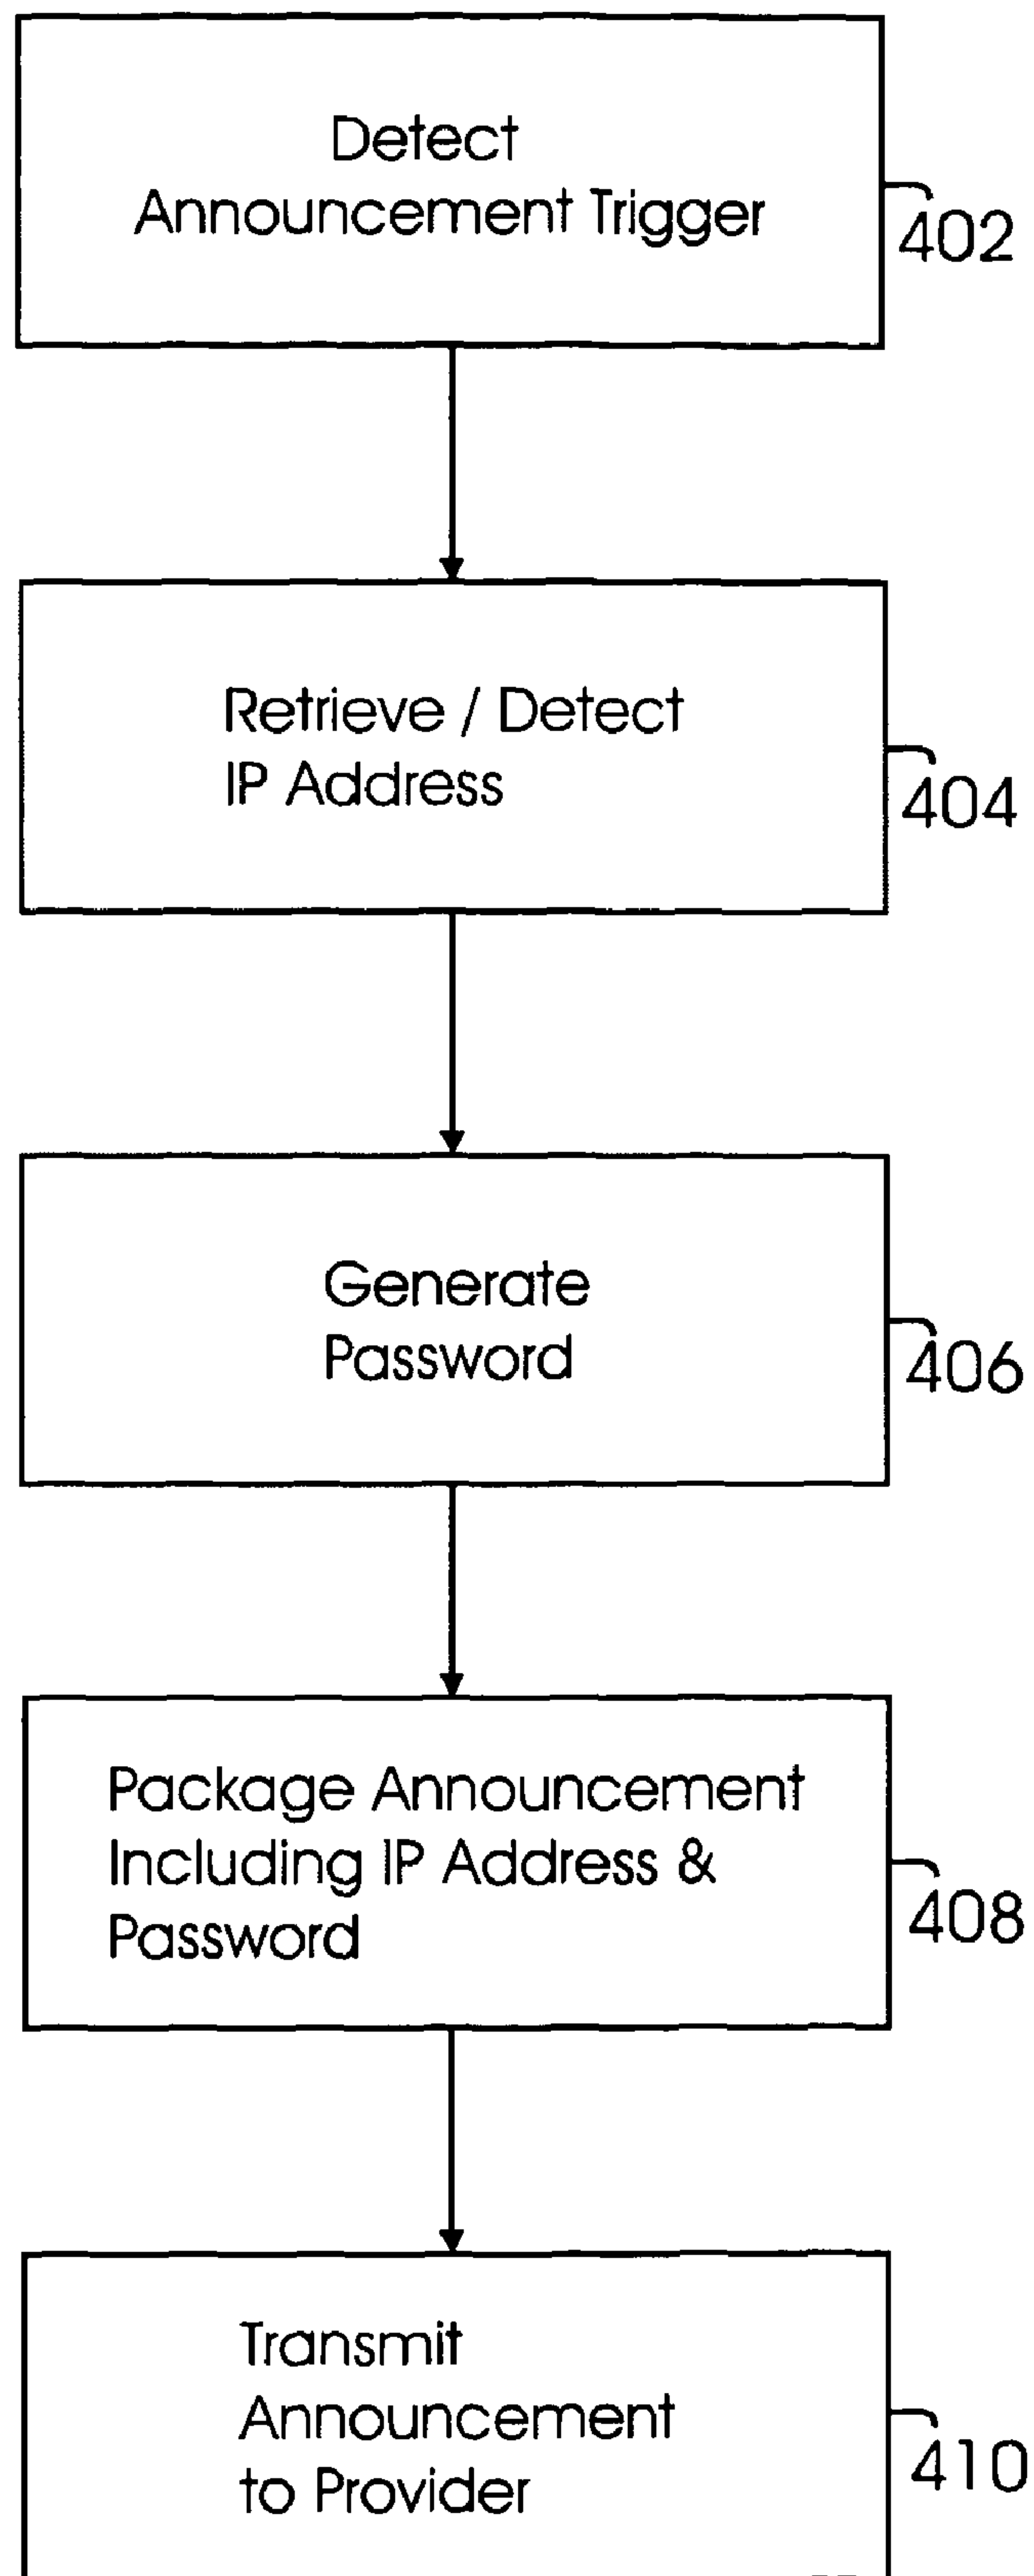 Detect
Announcement Trigger
402
Retrieve / Detect
IP Address
404
Generate
Password
406
Package Announcement
Including IP Address &
Password
408
Transmit
Announcement
to Provider
410